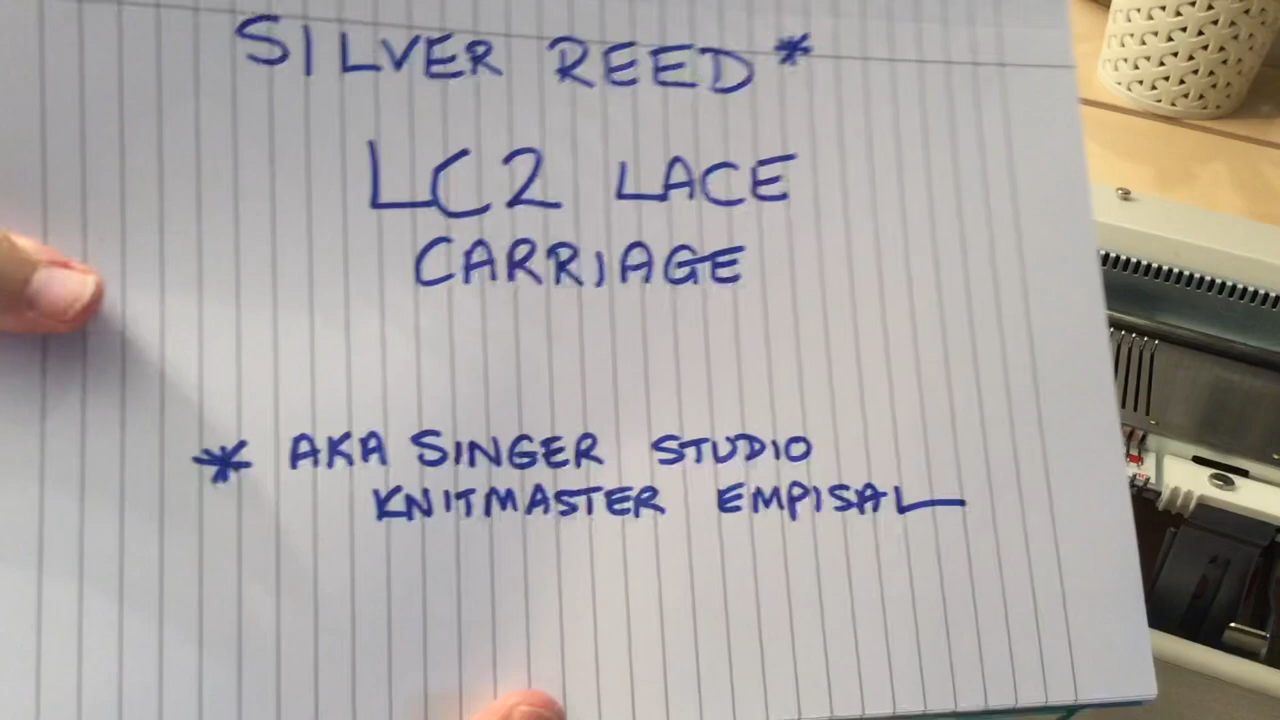 SILVER REED*
LC2 LACE
CARRIAGE
* AKA SINGER STUDIO
KNITMASTER EMPISAL